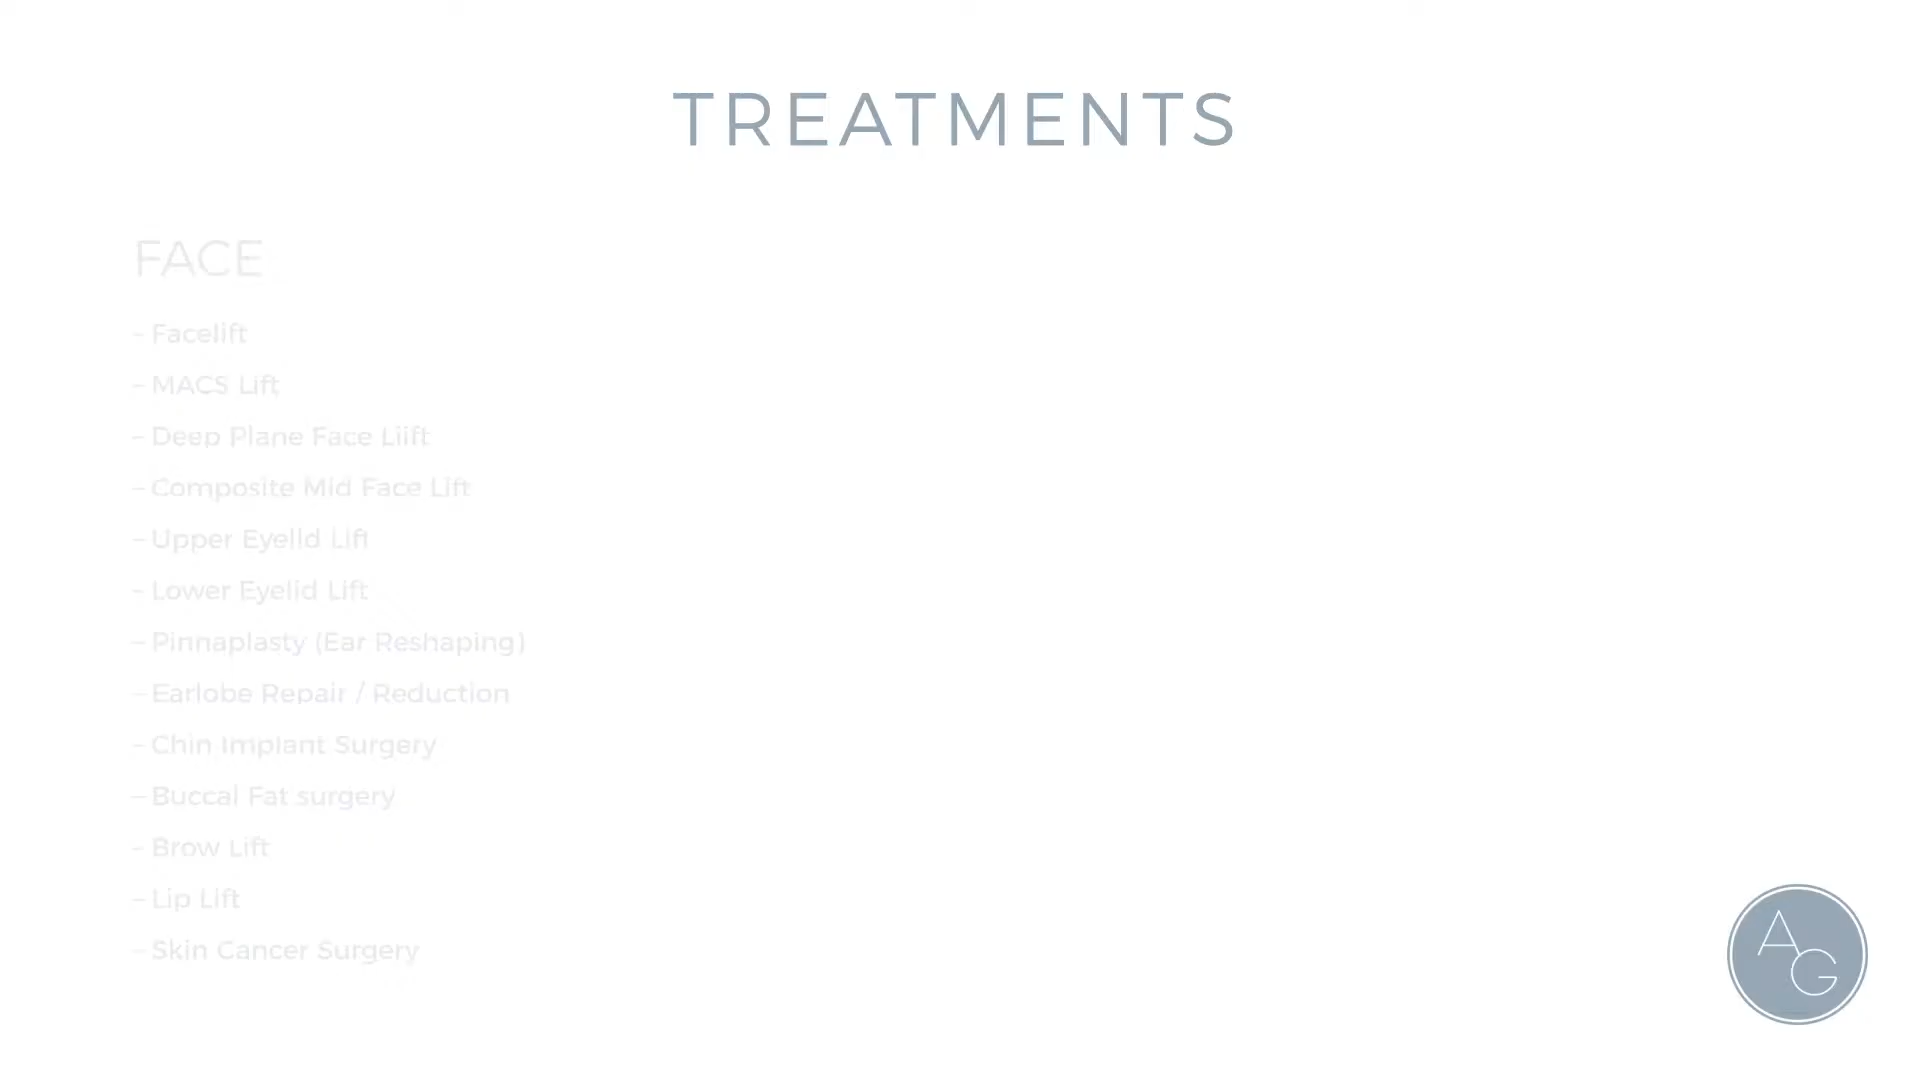 TREATMENTS
FACE
- Facelift
- MACS Lift
- Deep Plane Face Liift
- Composite Mid Face Lift
- Upper Eyelid Lift
- Lower Eyelid Lift
- Pinnaplasty (Ear Reshaping)
- Earlobe Repair / Reduction
- Chin Implant Surgery
- Buccal Fat surgery
- Brow Lift
- Lip Lift
- Skin Cancer Surgery
AG